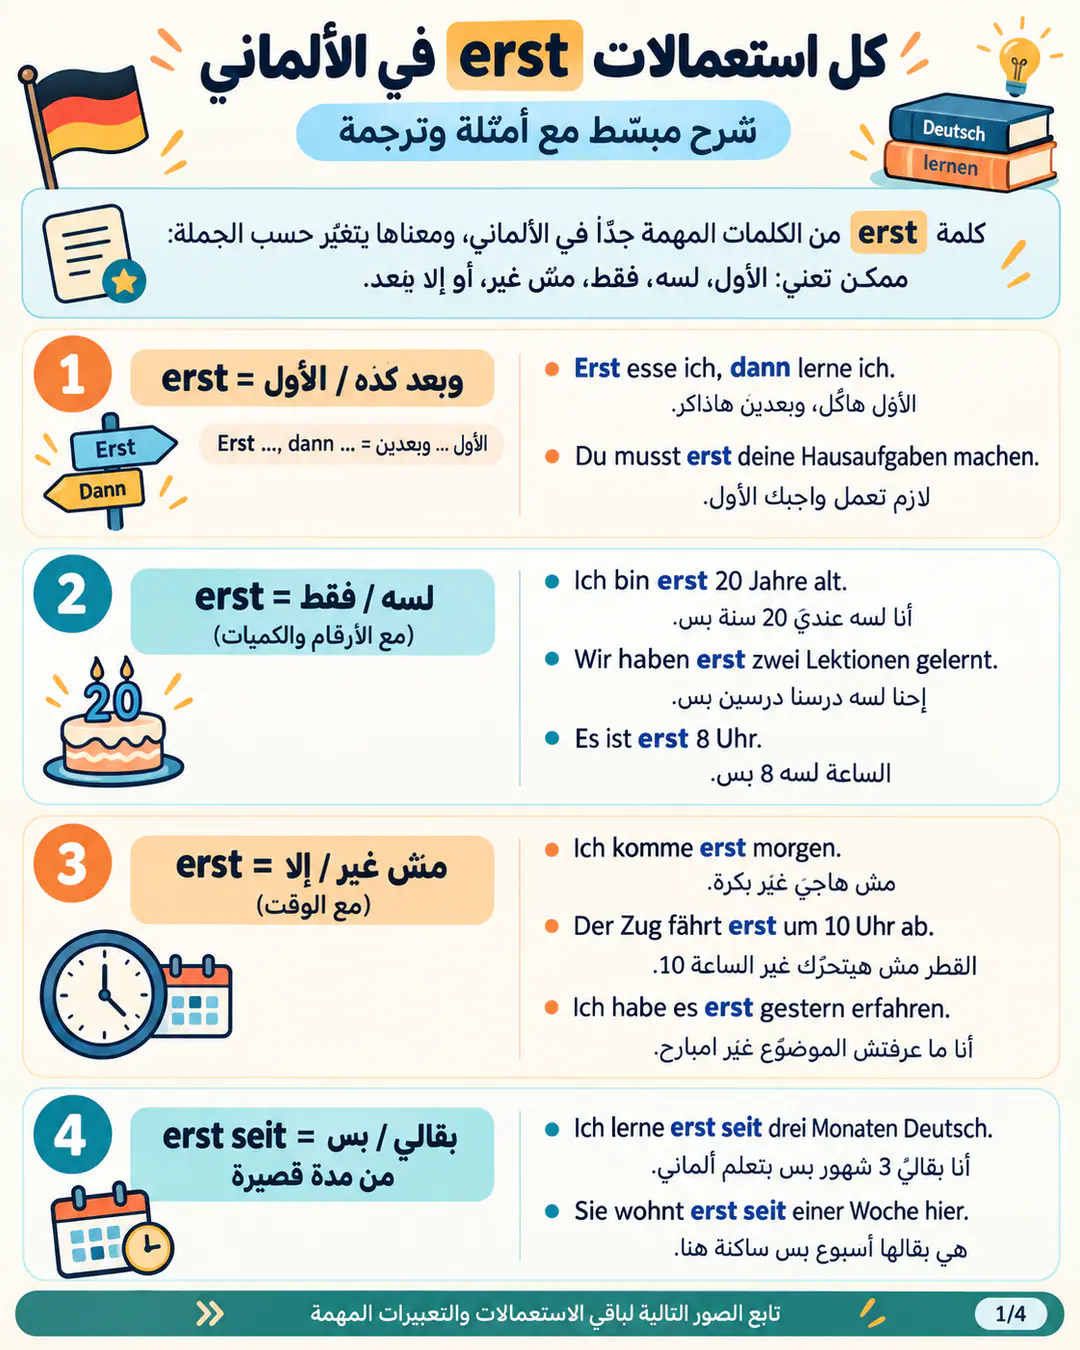 كل استعمالات erst في الألماني
شرح مبسّط مع أمثلة وترجمة
Deutsch
lernen
كلمة erst من الكلمات المهمة جدًّا في الألماني، ومعناها يتغيّر حسب الجملة:
ممكن تعني: الأول، لسه، فقط، مش غير، أو إلا بعد.
1
erst = الأول / وبعد كده
Erst ..., dann ... = الأول ... وبعدين
Erst
Dann
Erst esse ich, dann lerne ich.
الأول هاكُل، وبعدين هاذاكر.
Du musst erst deine Hausaufgaben machen.
لازم تعمل واجبك الأول.
2
erst = لسه / فقط
(مع الأرقام والكميات)
20
Ich bin erst 20 Jahre alt.
أنا لسه عندي 20 سنة بس.
Wir haben erst zwei Lektionen gelernt.
إحنا لسه درسنا درسين بس.
Es ist erst 8 Uhr.
الساعة لسه 8 بس.
3
erst = مش غير / إلا
(مع الوقت)
Ich komme erst morgen.
مش هاجي غير بكرة.
Der Zug fährt erst um 10 Uhr ab.
القطر مش هيتحرّك غير الساعة 10.
Ich habe es erst gestern erfahren.
أنا ما عرفتش الموضوع غير امبارح.
4
erst seit = بقالي / بس
من مدة قصيرة
Ich lerne erst seit drei Monaten Deutsch.
أنا بقالي 3 شهور بس بتعلم ألماني.
Sie wohnt erst seit einer Woche hier.
هي بقالها أسبوع بس ساكنة هنا.
تابع الصور التالية لباقي الاستعمالات والتعبيرات المهمة
1/4